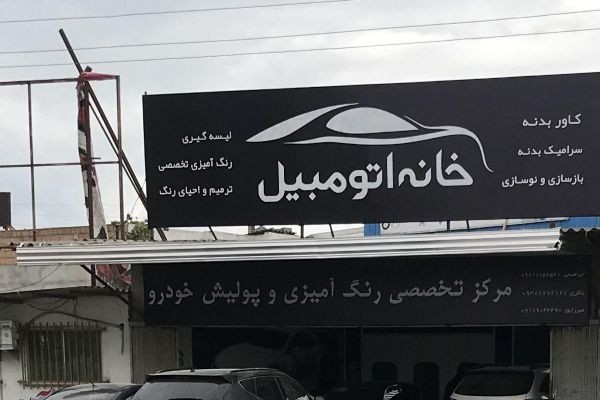 کاور بدنه
سرامیک بدنه
بازسازی و نوسازی
خانه اتومبیل
لیسه گیری
رنگ آمیزی تخصصی
ترمیم و احیای رنگ
مرکز تخصصی رنگ آمیزی و پولیش خودرو